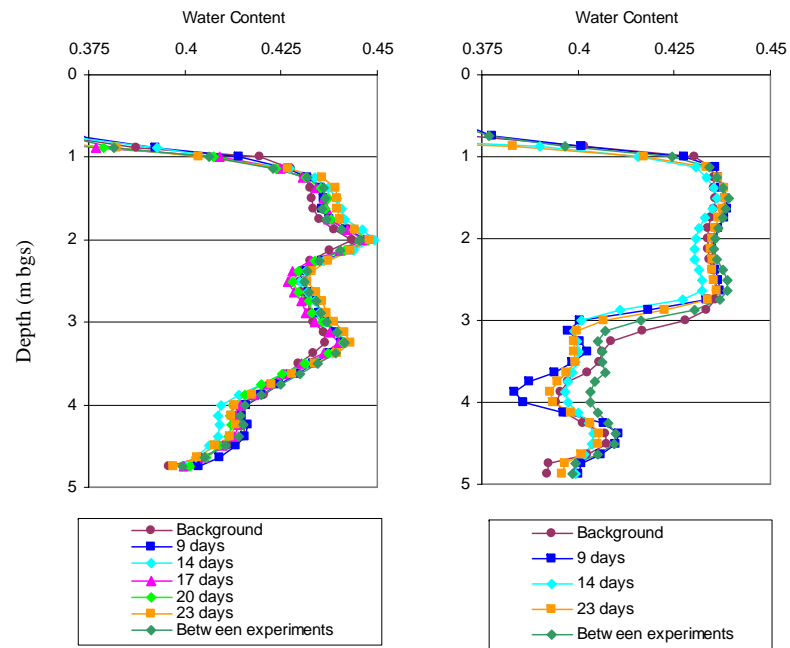 Water Content
0.375 0.4 0.425 0.45
0
1
2
3
4
5
Depth (m bgs)
Background
9 days
14 days
17 days
20 days
23 days
Betw een experiments
Water Content
0.375 0.4 0.425 0.45
0
1
2
3
4
5
Background
9 days
14 days
23 days
Betw een experiments